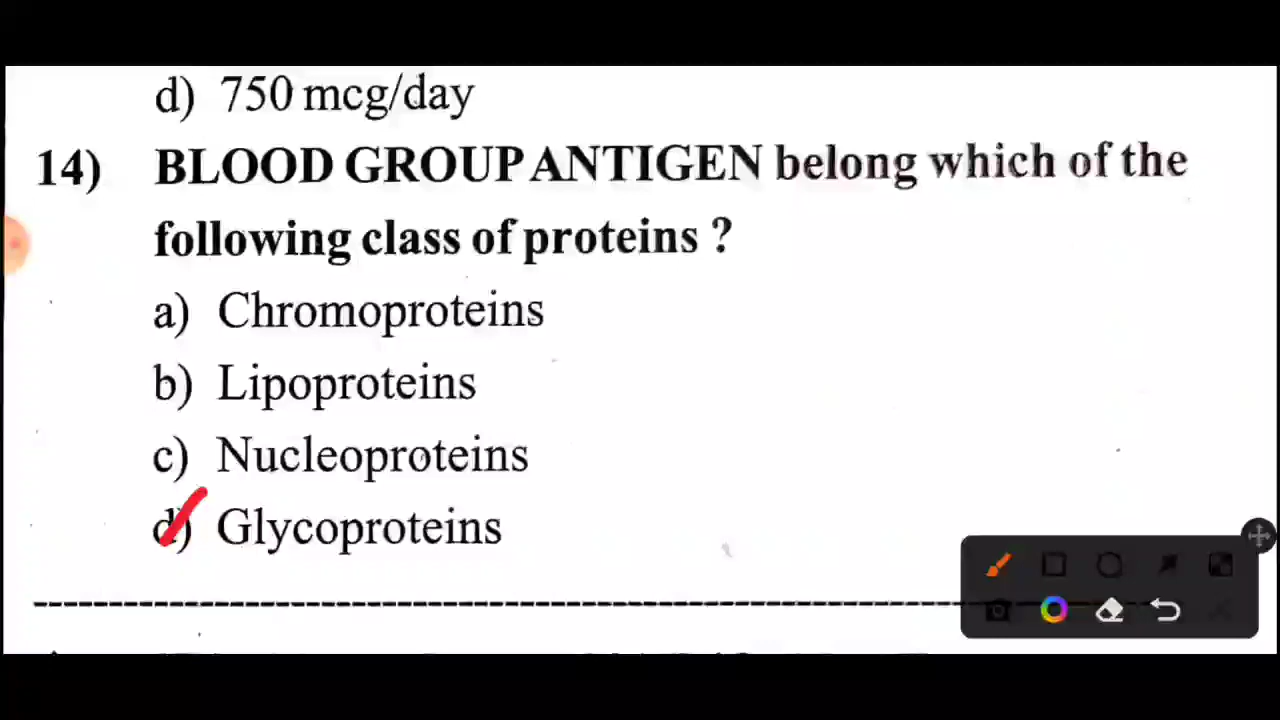 d) 750 mcg/day
14) BLOOD GROUP ANTIGEN belong which of the
following class of proteins ?
a) Chromoproteins
b) Lipoproteins
c) Nucleoproteins
d) Glycoproteins